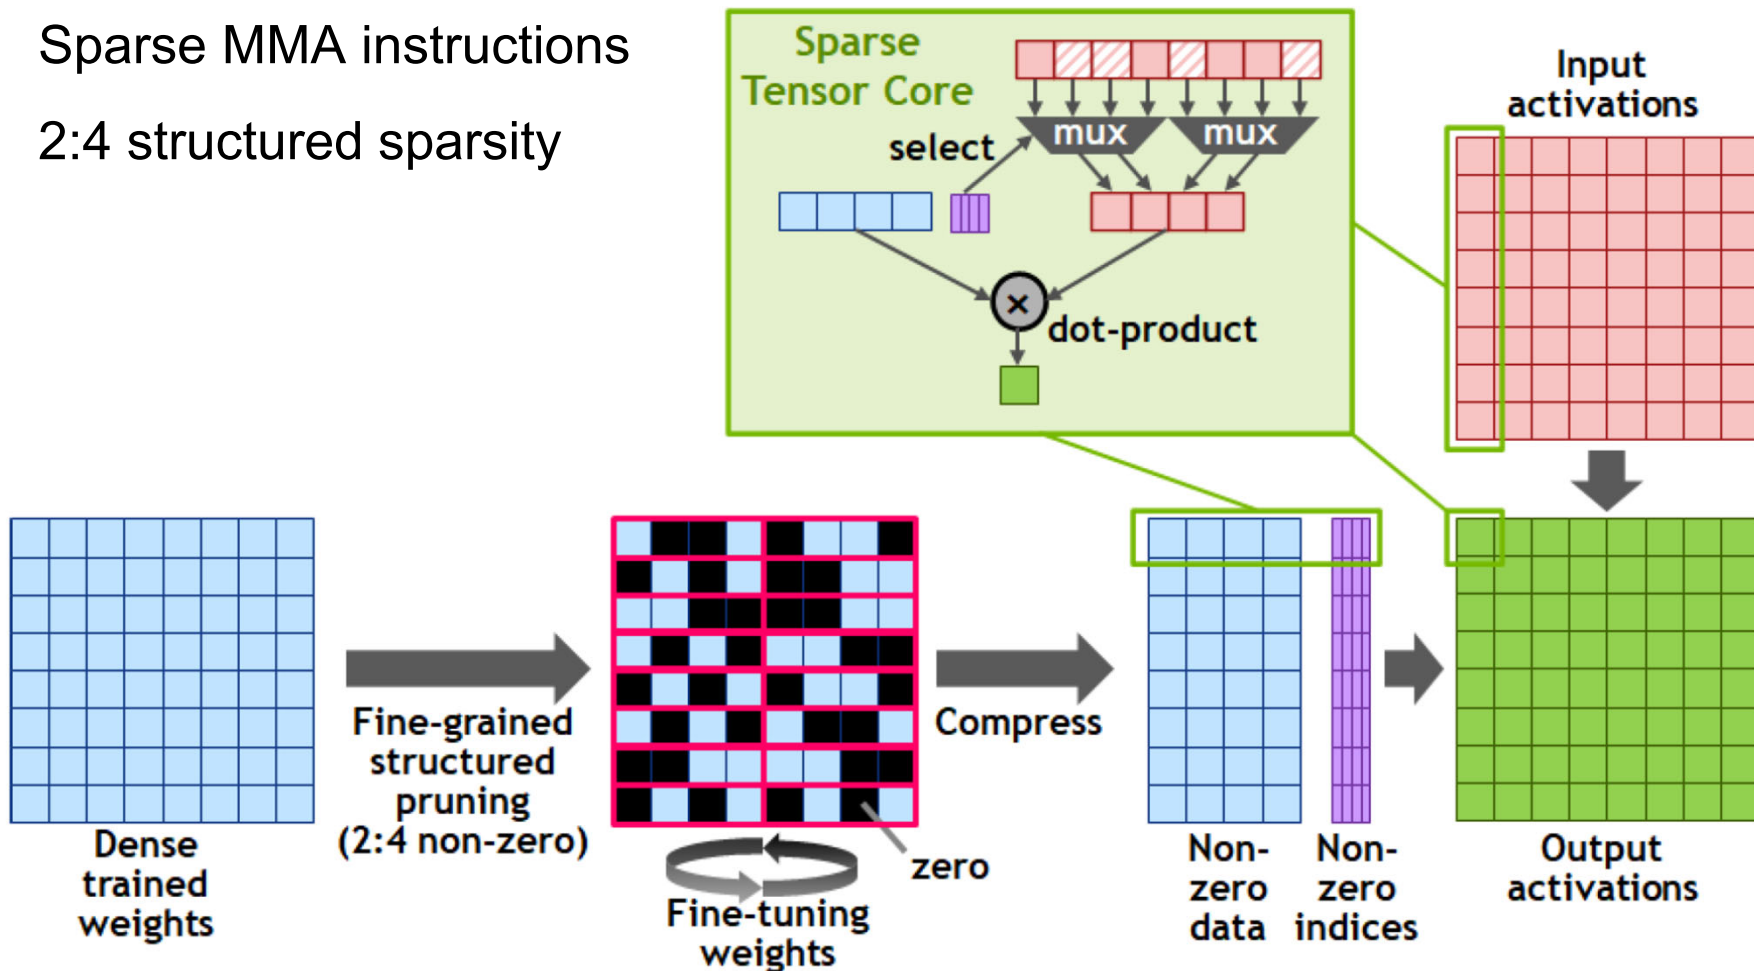 Sparse MMA instructions
2:4 structured sparsity
Sparse
Tensor Core
mux
mux
select
×
dot-product
Input
activations
Dense
trained
weights
Fine-grained
structured
pruning
(2:4 non-zero)
zero
Fine-tuning
weights
Compress
Non-
zero
data
Non-
zero
indices
Output
activations